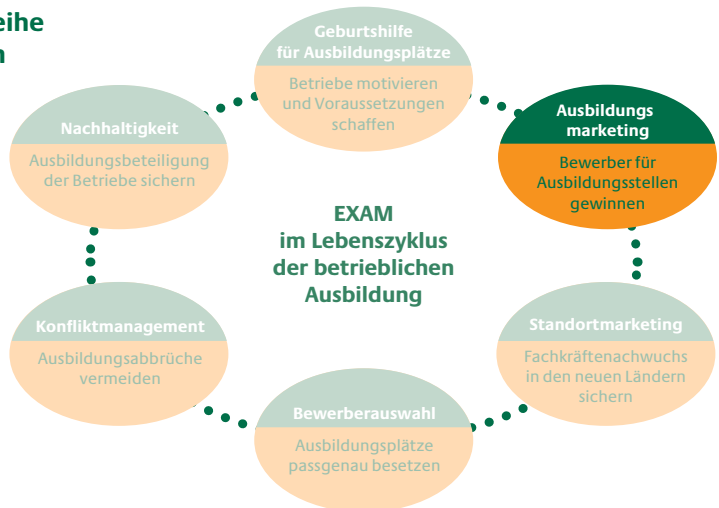 eihe
Geburtshilfe
für Ausbildungsplätze
Betriebe motivieren
und Voraussetzungen
schaffen
Ausbildungs
marketing
Bewerber für
Ausbildungsstellen
gewinnen
Nachhaltigkeit
Ausbildungsbeteiligung
der Betriebe sichern
EXAM
im Lebenszyklus
der betrieblichen
Ausbildung
Konfliktmanagement
Ausbildungsabbrüche
vermeiden
Standortmarketing
Fachkräftenachwuchs
in den neuen Ländern
sichern
Bewerberauswahl
Ausbildungsplätze
passgenau besetzen